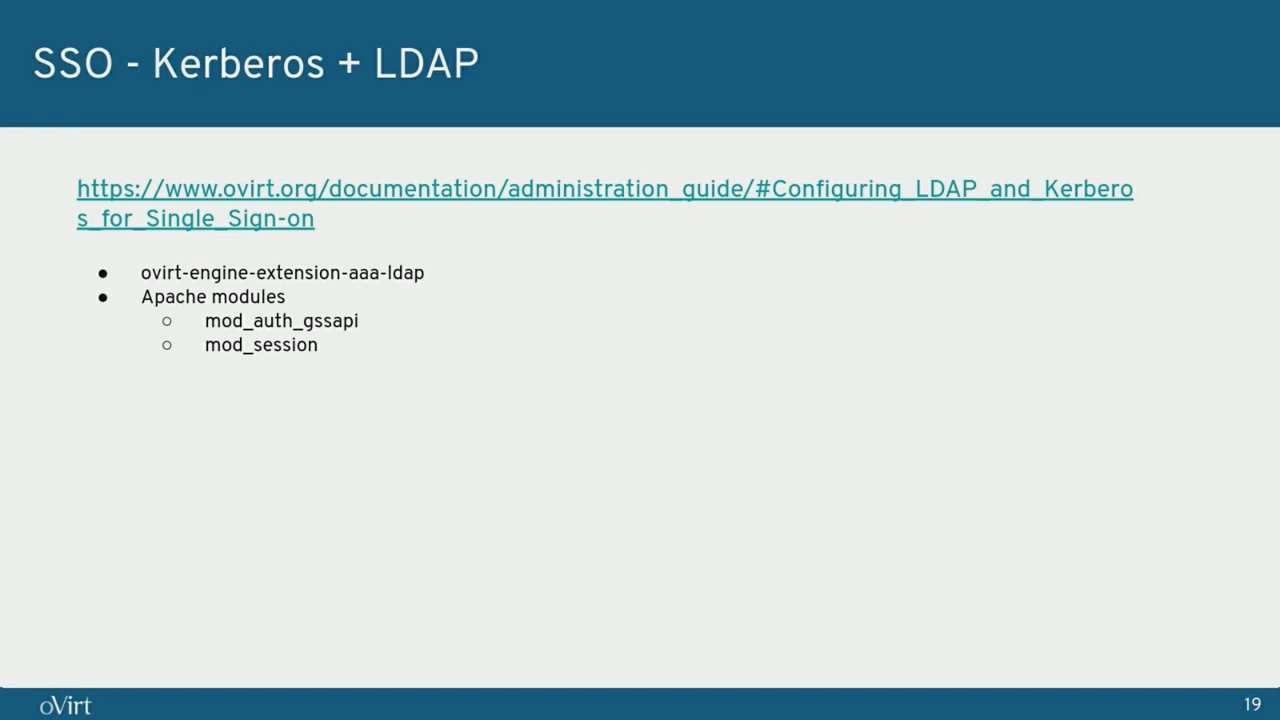 SSO - Kerberos + LDAP
https://www.ovirt.org/documentation/administration_guide/#Configuring_LDAP_and_Kerbero
s_for_Single_Sign-on
● ovirt-engine-extension-aaa-ldap
● Apache modules
○ mod_auth_gssapi
○ mod_session
oVirt
19